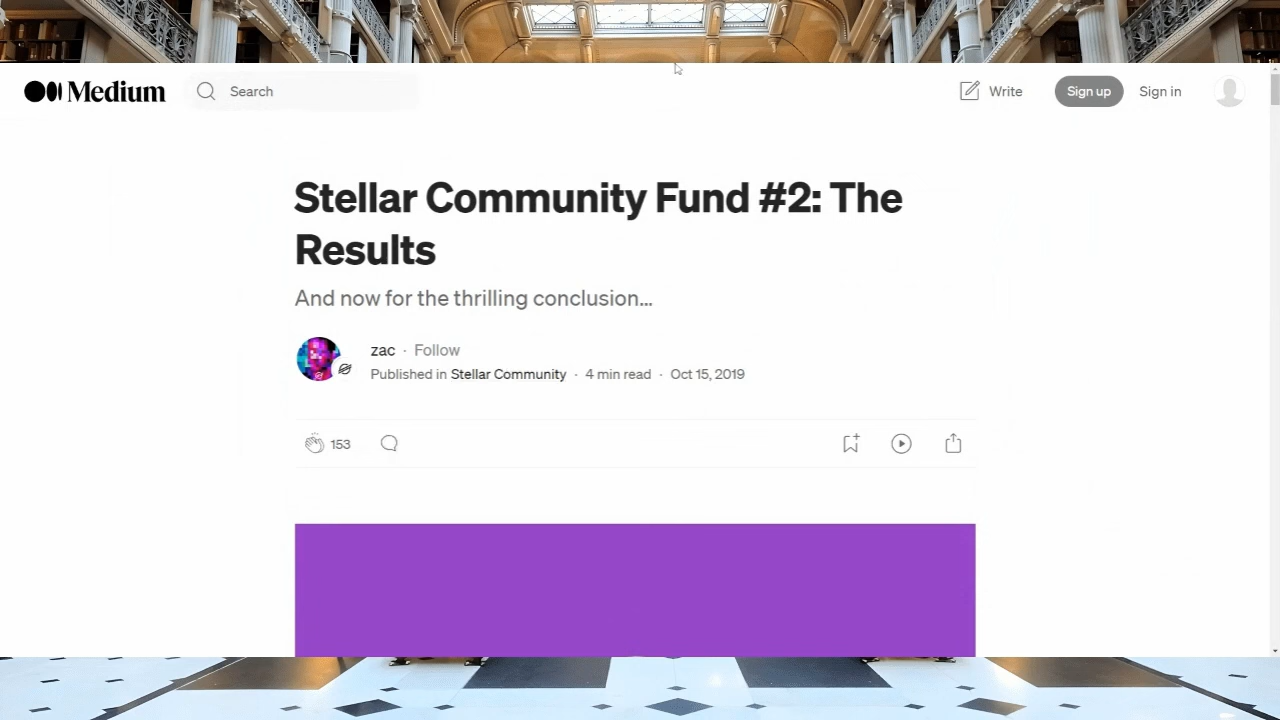 Medium
Search
Write
Sign up
Sign in
Stellar Community Fund #2: The
Results
And now for the thrilling conclusion...
zac · Follow
Published in Stellar Community · 4 min read · Oct 15, 2019
153